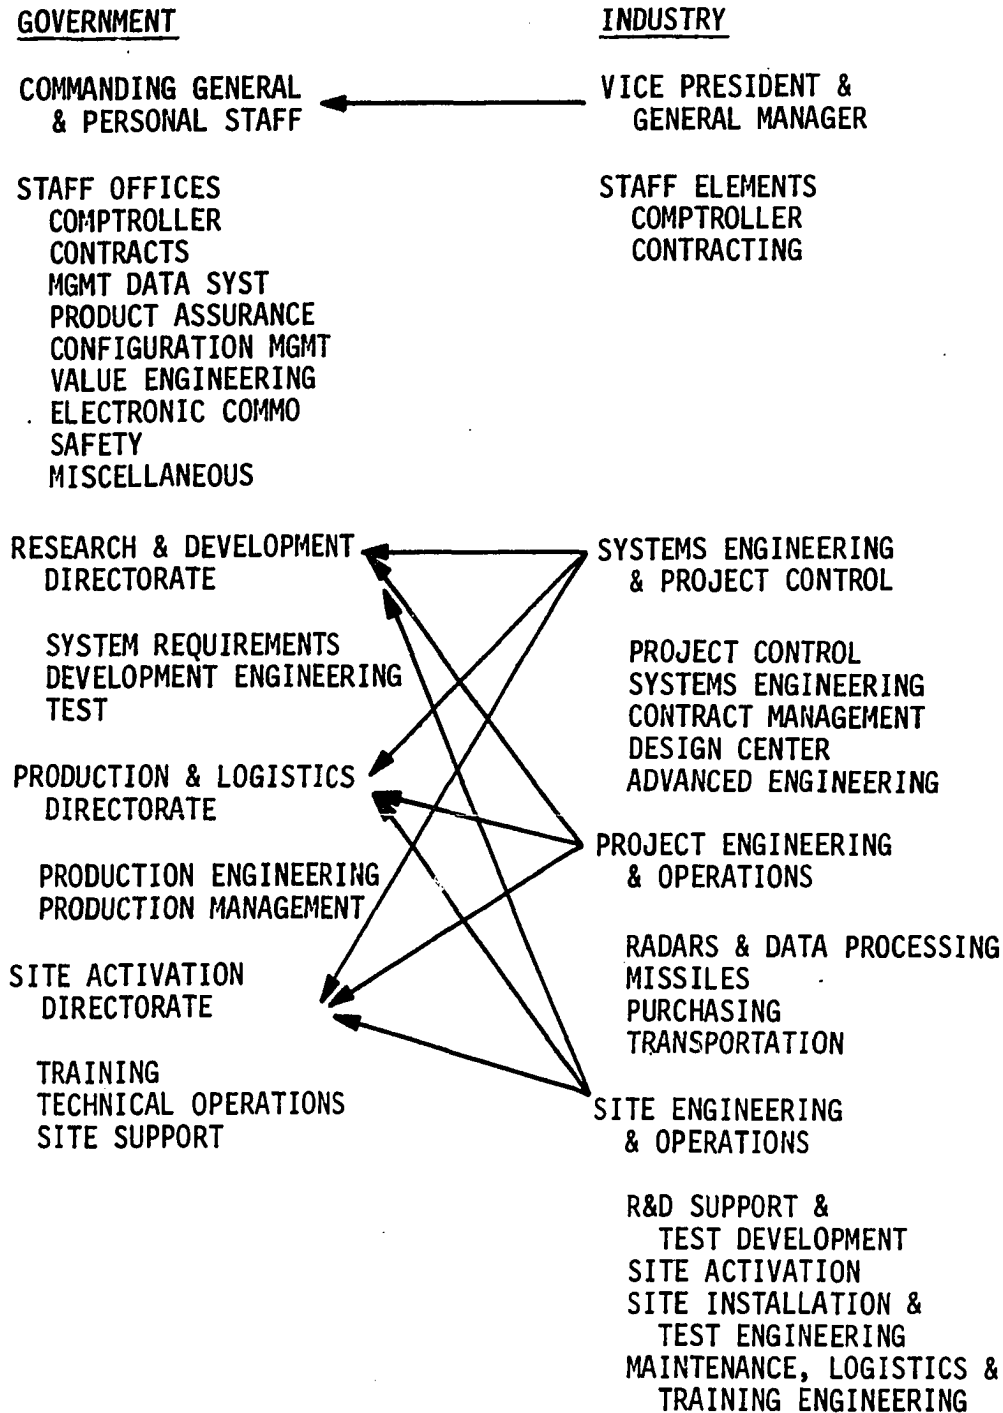 GOVERNMENT
COMMANDING GENERAL
& PERSONAL STAFF
STAFF OFFICES
COMPTROLLER
CONTRACTS
MGMT DATA SYST
PRODUCT ASSURANCE
CONFIGURATION MGMT
VALUE ENGINEERING
ELECTRONIC COMMO
SAFETY
MISCELLANEOUS
RESEARCH & DEVELOPMENT
DIRECTORATE
SYSTEM REQUIREMENTS
DEVELOPMENT ENGINEERING
TEST
PRODUCTION & LOGISTICS
DIRECTORATE
PRODUCTION ENGINEERING
PRODUCTION MANAGEMENT
SITE ACTIVATION
DIRECTORATE
TRAINING
TECHNICAL OPERATIONS
SITE SUPPORT
INDUSTRY
VICE PRESIDENT &
GENERAL MANAGER
STAFF ELEMENTS
COMPTROLLER
CONTRACTING
SYSTEMS ENGINEERING
& PROJECT CONTROL
PROJECT CONTROL
SYSTEMS ENGINEERING
CONTRACT MANAGEMENT
DESIGN CENTER
ADVANCED ENGINEERING
PROJECT ENGINEERING
& OPERATIONS
RADARS & DATA PROCESSING
MISSILES
PURCHASING
TRANSPORTATION
SITE ENGINEERING
& OPERATIONS
R&D SUPPORT &
TEST DEVELOPMENT
SITE ACTIVATION
SITE INSTALLATION &
TEST ENGINEERING
MAINTENANCE, LOGISTICS &
TRAINING ENGINEERING